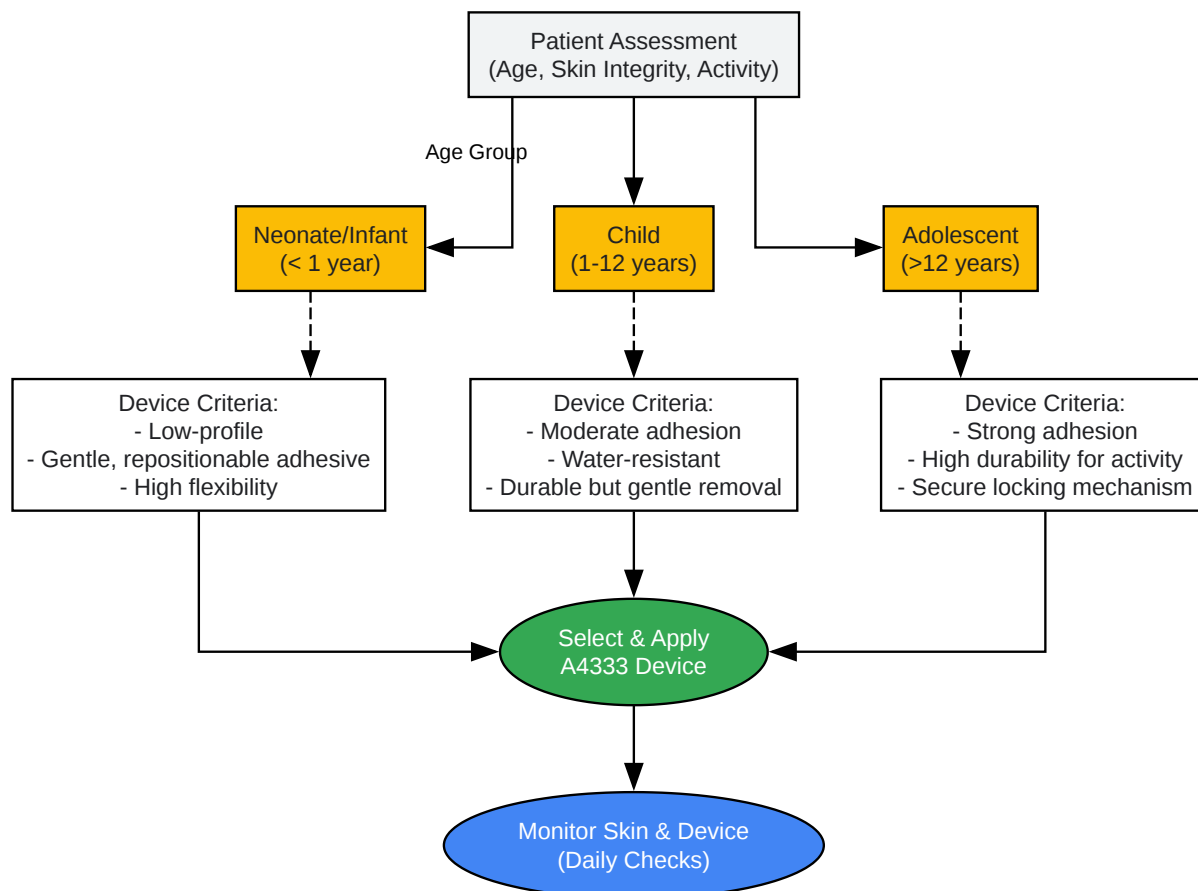 Patient Assessment
(Age, Skin Integrity, Activity)
Age Group
Neonate/Infant
(< 1 year)
Child
(1-12 years)
Adolescent
(>12 years)
Device Criteria:
- Low-profile
- Gentle, repositionable adhesive
- High flexibility
Device Criteria:
- Moderate adhesion
- Water-resistant
- Durable but gentle removal
Device Criteria:
- Strong adhesion
- High durability for activity
- Secure locking mechanism
Select & Apply
A4333 Device
Monitor Skin & Device
(Daily Checks)